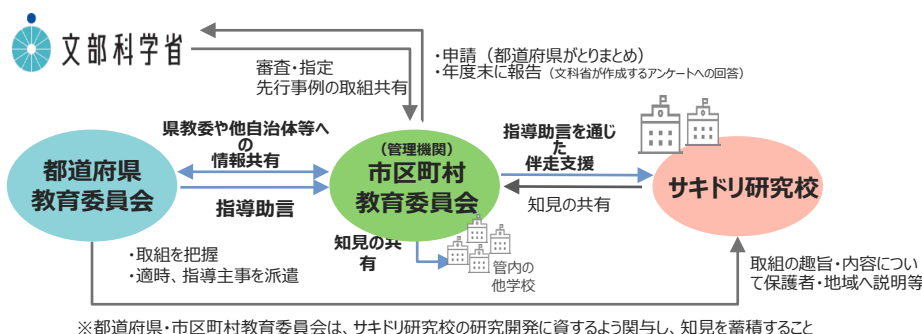 文部科学省
審査・指定
先行事例の取組共有
・申請（都道府県がとりまとめ）
・年度末に報告（文科省が作成するアンケートへの回答）
県教委や他自治体等へ
の
情報共有
指導助言
都道府県
教育委員会
（管理機関）
市区町村
教育委員会
指導助言を通じ
た
伴走支援
知見の共有
サキドリ研究校
知見の共
有
管内の
他学校
・取組を把握
・適時、指導主事を派遣
取組の趣旨・内容につい
て保護者・地域へ説明等
※都道府県・市区町村教育委員会は、サキドリ研究校の研究開発に資するよう関与し、知見を蓄積すること